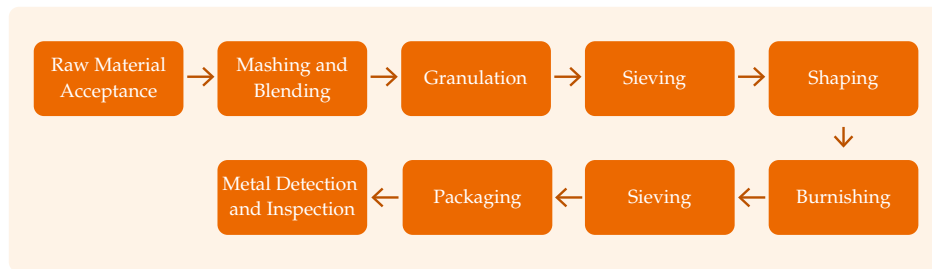 Raw Material
Acceptance
Mashing and
Blending
Granulation
Sieving
Shaping
Burnishing
Sieving
Packaging
Metal Detection
and Inspection